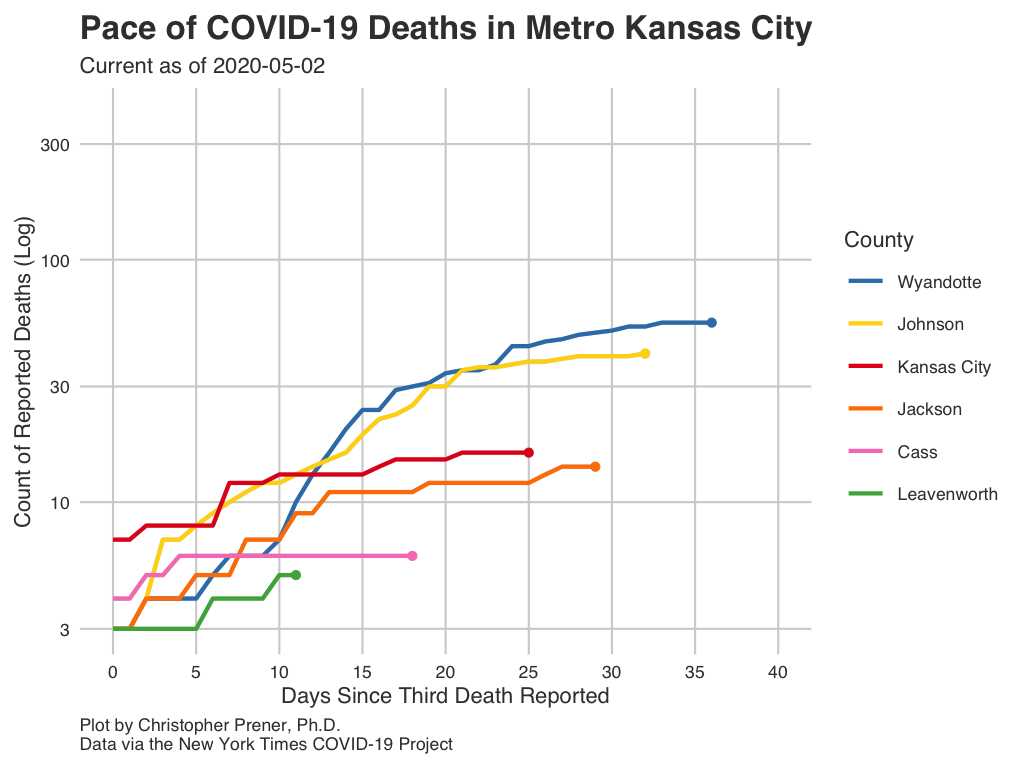 Pace of COVID-19 Deaths in Metro Kansas City
Current as of 2020-05-02
Count of Reported Deaths (Log)
300
100
30
10
3
0 5 10 15 20 25 30 35 40
Days Since Third Death Reported
County
Wyandotte
Johnson
Kansas City
Jackson
Cass
Leavenworth
Plot by Christopher Prener, Ph.D.
Data via the New York Times COVID-19 Project